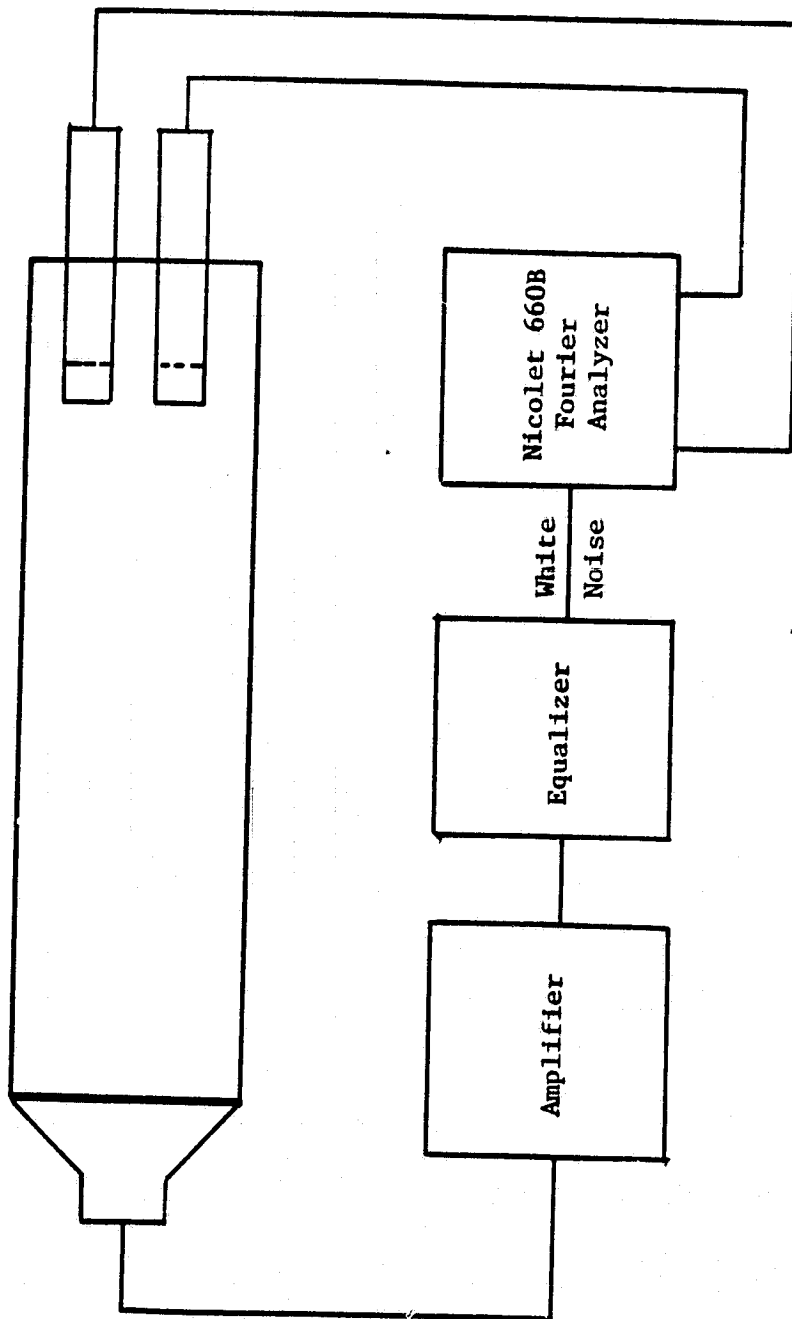 Nicolet 660B
Fourier
Analyzer
White
Noise
Equalizer
Amplifier